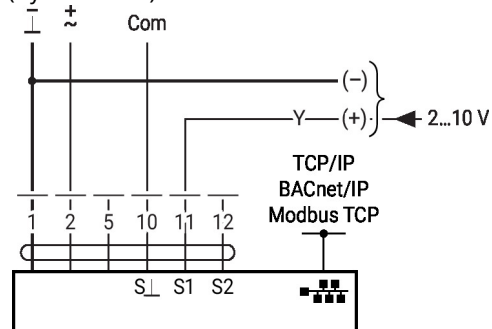 – +
⊥ ~ Com
(–)
Y (+) 2...10 V
TCP/IP
BACnet/IP
Modbus TCP
1 2 5 10 11 12
S⊥ S1 S2